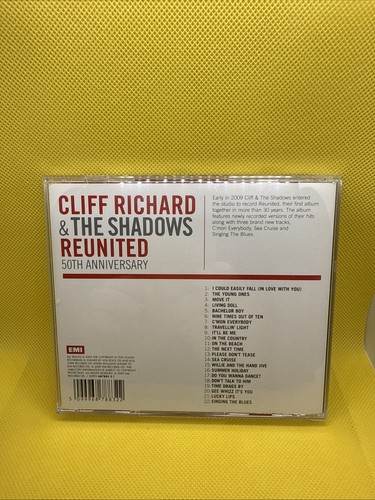 CLIFF RICHARD
& THE SHADOWS
REUNITED
50TH ANNIVERSARY
Early in 2009 Cliff & The Shadows entered
the studio to record Reunited, their first album
together in more than 30 years. The album
features newly recorded versions of their hits
along with three brand new tracks,
C'mon Everybody, Sea Cruise and
Singing The Blues.
1. I COULD EASILY FALL (IN LOVE WITH YOU)
2. THE YOUNG ONES
3. MOVE IT
4. LIVING DOLL
5. BACHELOR BOY
6. NINE TIMES OUT OF TEN
7. C'MON EVERYBODY
8. TRAVELLIN' LIGHT
9. IT'LL BE ME
10. IN THE COUNTRY
11. ON THE BEACH
12. THE NEXT TIME
13. PLEASE DON'T TEASE
14. SEA CRUISE
15. WILLIE AND THE HAND JIVE
16. SUMMER HOLIDAY
17. DO YOU WANNA DANCE?
18. DON'T TALK TO HIM
19. TIME DRAGS BY
20. GEE WHIZZ IT'S YOU
21. LUCKY LIPS
22. SINGING THE BLUES
EMI